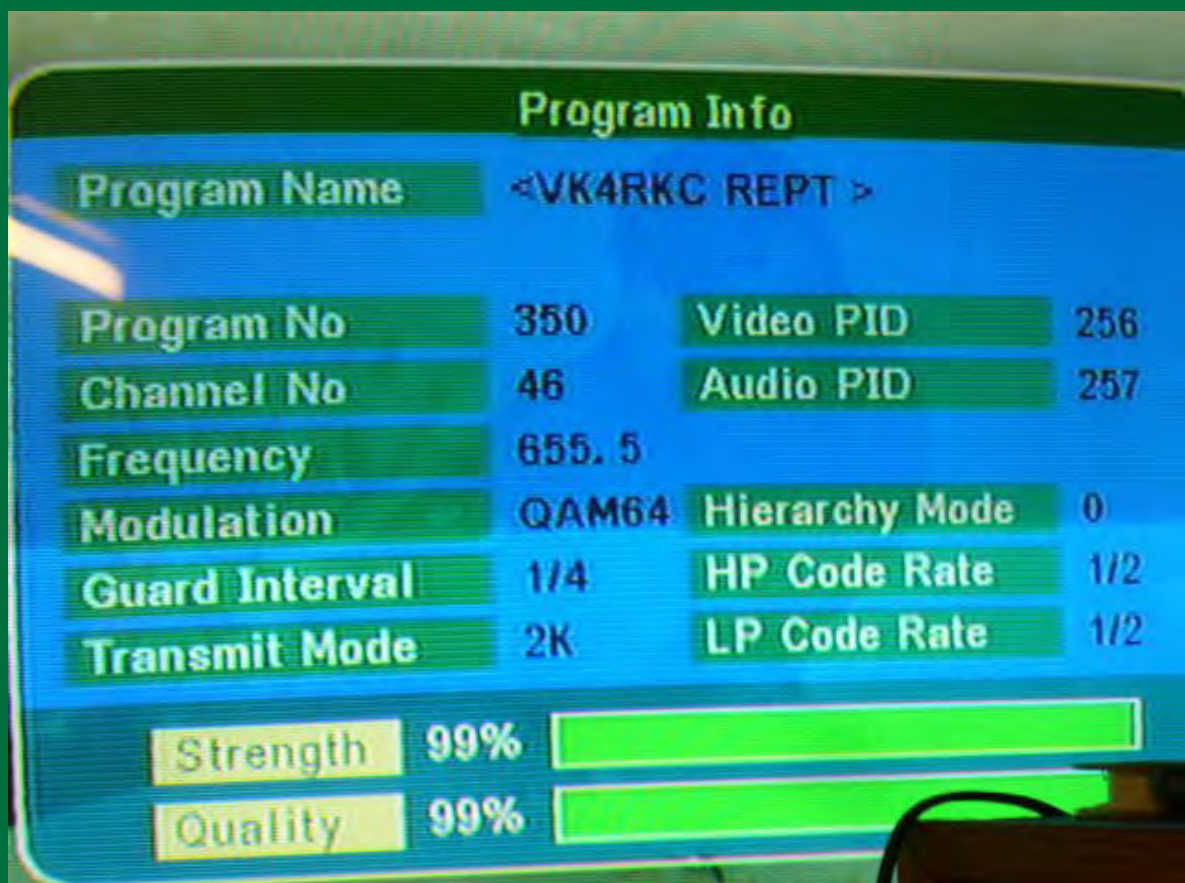 Program Info
Program Name <VK4RKC REPT >
Program No 350 Video PID 256
Channel No 46 Audio PID 257
Frequency 655.5
Modulation QAM64 Hierarchy Mode 0
Guard Interval 1/4 HP Code Rate 1/2
Transmit Mode 2K LP Code Rate 1/2
Strength 99%
Quality 99%